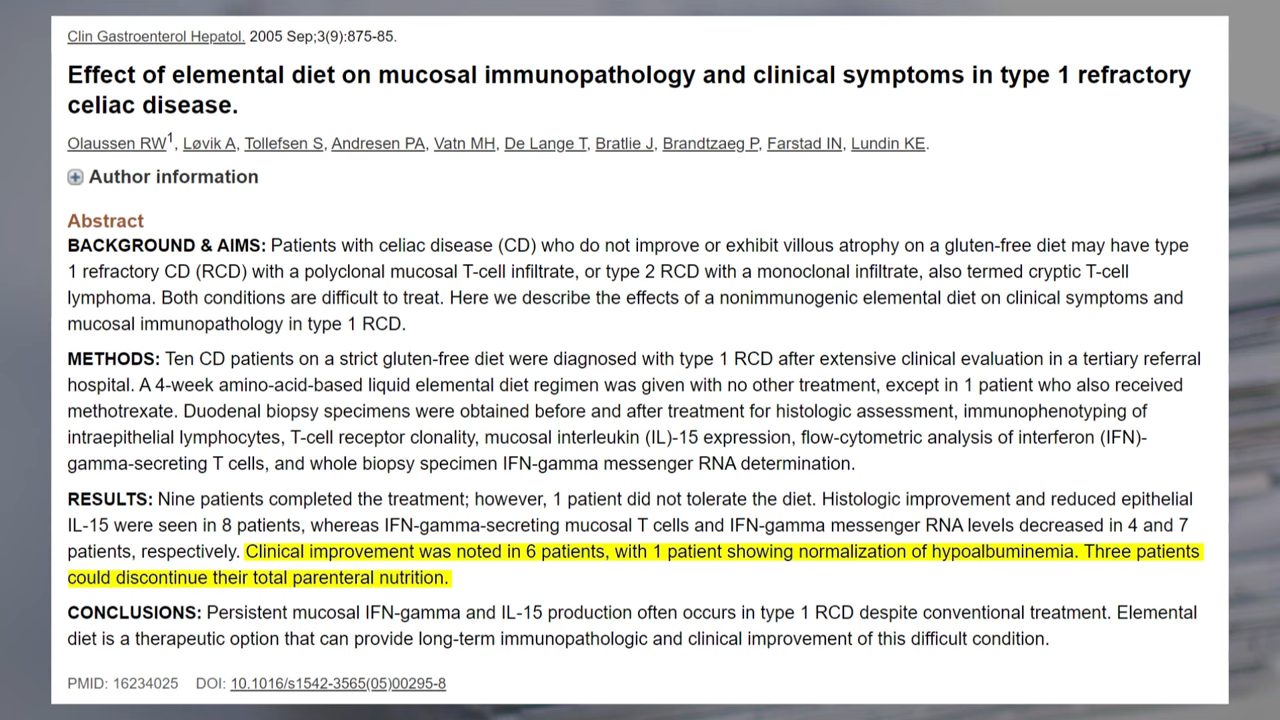 Clin Gastroenterol Hepatol. 2005 Sep;3(9):875-85.
Effect of elemental diet on mucosal immunopathology and clinical symptoms in type 1 refractory
celiac disease.
Olaussen RW1, Løvik A, Tollefsen S, Andresen PA, Vatn MH, De Lange T, Bratlie J, Brandtzaeg P, Farstad IN, Lundin KE.
Author information
Abstract
BACKGROUND & AIMS: Patients with celiac disease (CD) who do not improve or exhibit villous atrophy on a gluten-free diet may have type
1 refractory CD (RCD) with a polyclonal mucosal T-cell infiltrate, or type 2 RCD with a monoclonal infiltrate, also termed cryptic T-cell
lymphoma. Both conditions are difficult to treat. Here we describe the effects of a nonimmunogenic elemental diet on clinical symptoms and
mucosal immunopathology in type 1 RCD.
METHODS: Ten CD patients on a strict gluten-free diet were diagnosed with type 1 RCD after extensive clinical evaluation in a tertiary referral
hospital. A 4-week amino-acid-based liquid elemental diet regimen was given with no other treatment, except in 1 patient who also received
methotrexate. Duodenal biopsy specimens were obtained before and after treatment for histologic assessment, immunophenotyping of
intraepithelial lymphocytes, T-cell receptor clonality, mucosal interleukin (IL)-15 expression, flow-cytometric analysis of interferon (IFN)-
gamma-secreting T cells, and whole biopsy specimen IFN-gamma messenger RNA determination.
RESULTS: Nine patients completed the treatment; however, 1 patient did not tolerate the diet. Histologic improvement and reduced epithelial
IL-15 were seen in 8 patients, whereas IFN-gamma-secreting mucosal T cells and IFN-gamma messenger RNA levels decreased in 4 and 7
patients, respectively. Clinical improvement was noted in 6 patients, with 1 patient showing normalization of hypoalbuminemia. Three patients
could discontinue their total parenteral nutrition.
CONCLUSIONS: Persistent mucosal IFN-gamma and IL-15 production often occurs in type 1 RCD despite conventional treatment. Elemental
diet is a therapeutic option that can provide long-term immunopathologic and clinical improvement of this difficult condition.
PMID: 16234025 DOI: 10.1016/s1542-3565(05)00295-8